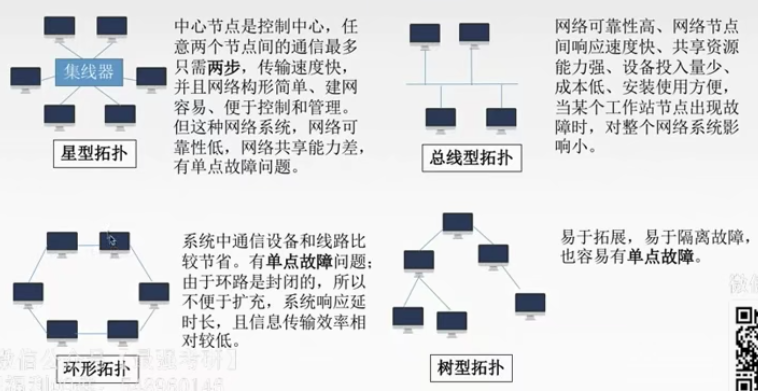 集线器
星型拓扑
中心节点是控制中心，任
意两个节点间的通信最多
只需两步，传输速度快，
并且网络构形简单、建网
容易、便于控制和管理。
但这种网络系统，网络可
靠性低，网络共享能力差，
有单点故障问题。
总线型拓扑
网络可靠性高、网络节点
间响应速度快、共享资源
能力强、设备投入量少、
成本低、安装使用方便，
当某个工作站节点出现故
障时，对整个网络系统影
响小。
环形拓扑
系统中通信设备和线路比
较节省。有单点故障问题；
由于环路是封闭的，所以
不便于扩充，系统响应延
时长，且信息传输效率相
对较低。
树型拓扑
易于拓展，易于隔离故障，
也容易有单点故障。